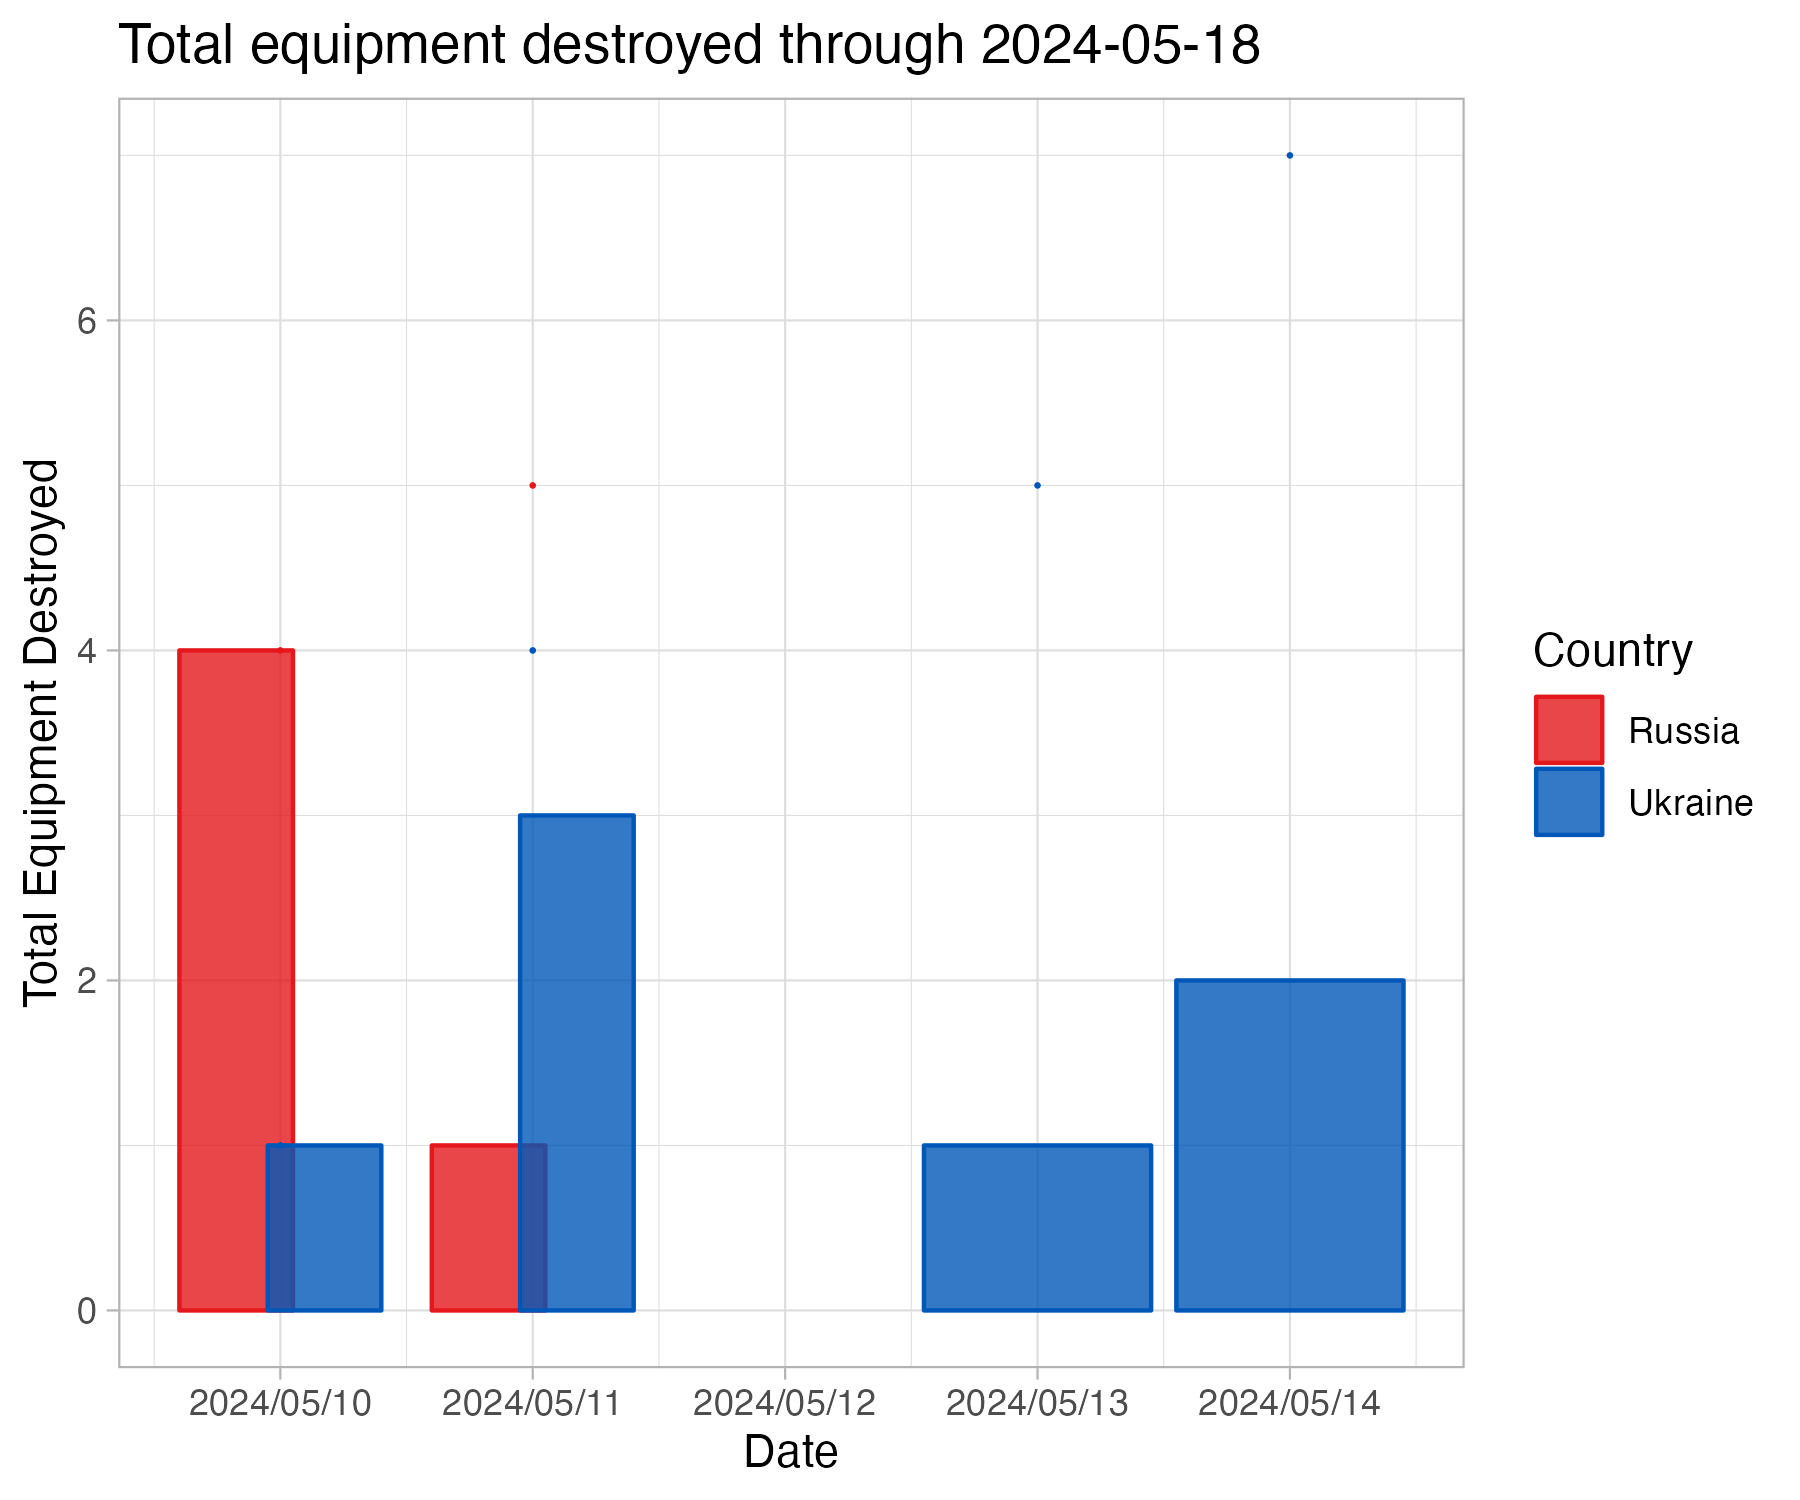 Total equipment destroyed through 2024-05-18
Total Equipment Destroyed
6
4
2
0
2024/05/10
2024/05/11
2024/05/12
2024/05/13
2024/05/14
Date
Country
Russia
Ukraine